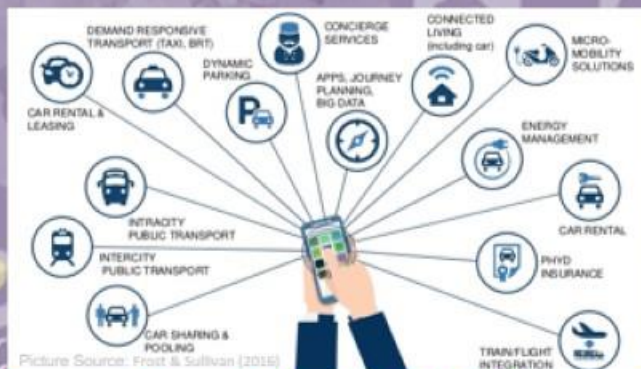 DEMAND RESPONSIVE
TRANSPORT (TAXI, BRT)
CONCIERGE
SERVICES
CONNECTED
LIVING
(including car)
MICRO-
MOBILITY
SOLUTIONS
DYNAMIC
PARKING
APPS, JOURNEY
PLANNING,
BIG DATA
CAR RENTAL &
LEASING
P
ENERGY
MANAGEMENT
INTRACITY
PUBLIC TRANSPORT
CAR RENTAL
INTERCITY
PUBLIC TRANSPORT
PHYD
INSURANCE
CAR SHARING &
POOLING
TRAIN/FLIGHT
INTEGRATION
Picture Source: Frost & Sullivan (2016)